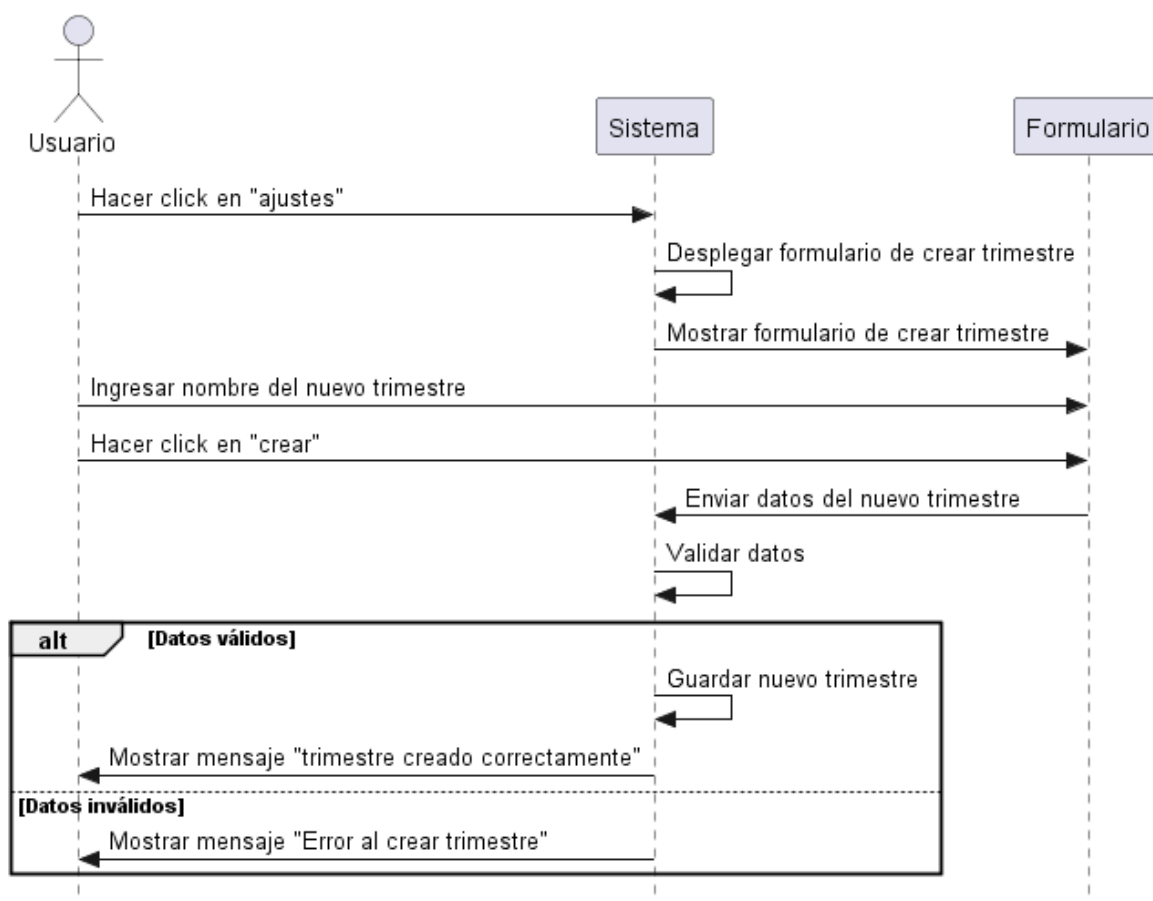 Usuario
Sistema
Formulario
Hacer click en "ajustes"
Desplegar formulario de crear trimestre
Mostrar formulario de crear trimestre
Ingresar nombre del nuevo trimestre
Hacer click en "crear"
Enviar datos del nuevo trimestre
Validar datos
alt [Datos válidos]
Guardar nuevo trimestre
Mostrar mensaje "trimestre creado correctamente"
[Datos inválidos]
Mostrar mensaje "Error al crear trimestre"